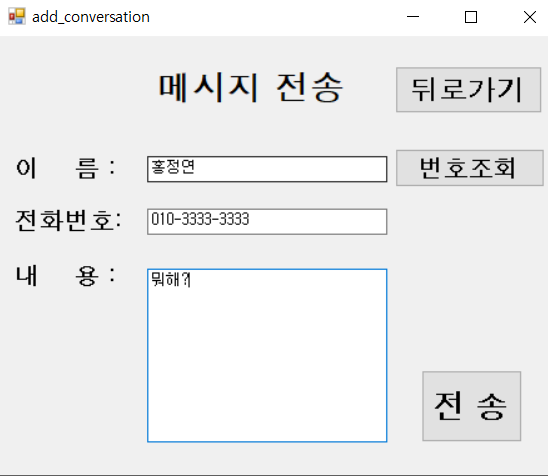 add_conversation
메시지 전송
뒤로가기
이 름 :
홍정연
번호조회
전화번호:
010-3333-3333
내 용 :
뭐해?
전 송